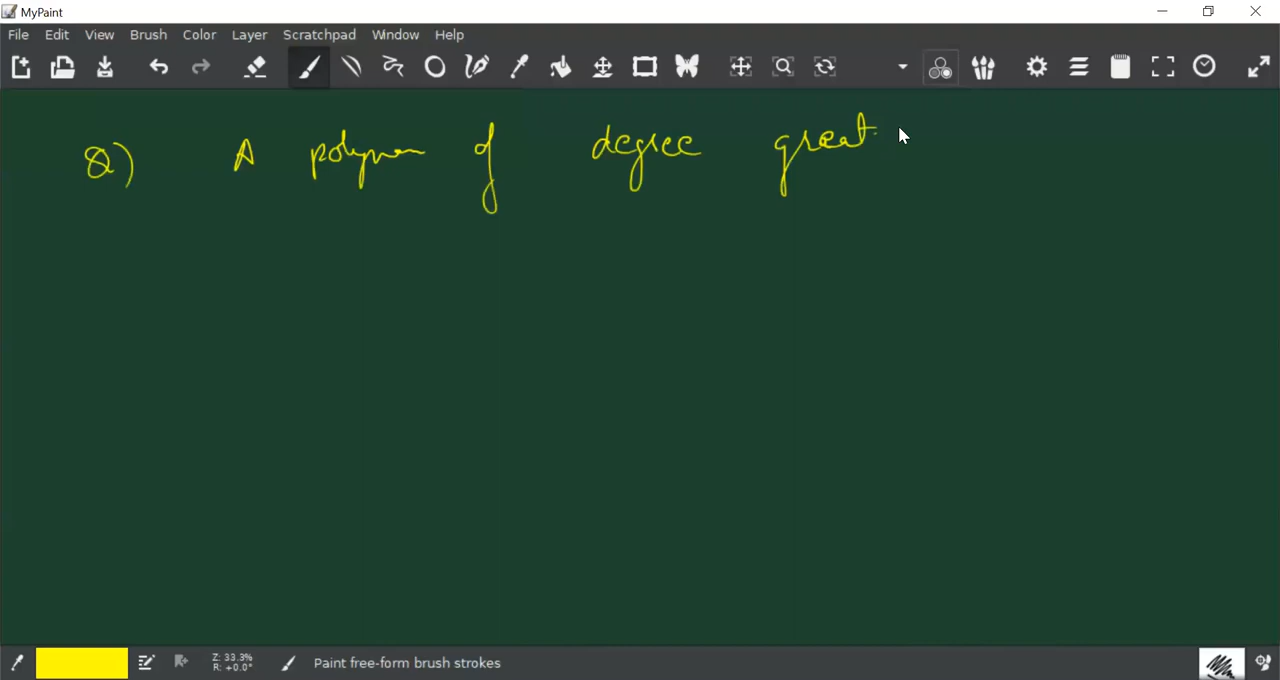 MyPaint
File Edit View Brush Color Layer Scratchpad Window Help
Q) A polynom of degree great
Z: 33.3%
R: +0.0°
Paint free-form brush strokes